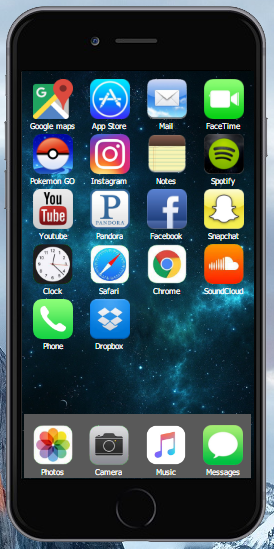 Google maps App Store Mail FaceTime
Pokemon GO Instagram Notes Spotify
You
Tube
P
PANDORA
f
Youtube Pandora Facebook Snapchat
Clock Safari Chrome SoundCloud
Phone Dropbox
Photos Camera Music Messages